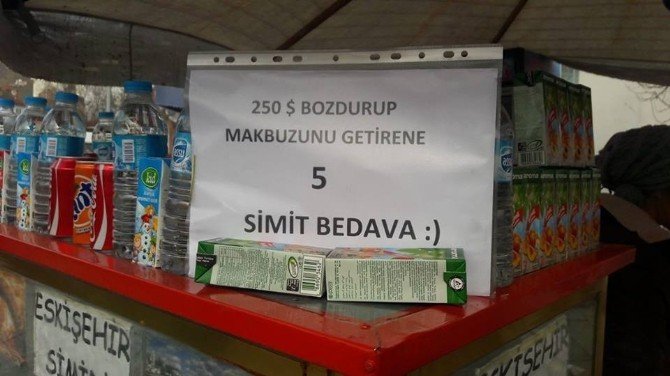 250 $ BOZDURUP
MAKBUZUNU GETİRENE
5
SİMİT BEDAVA :)
ESKİŞEHİR
ESKİŞEHİR